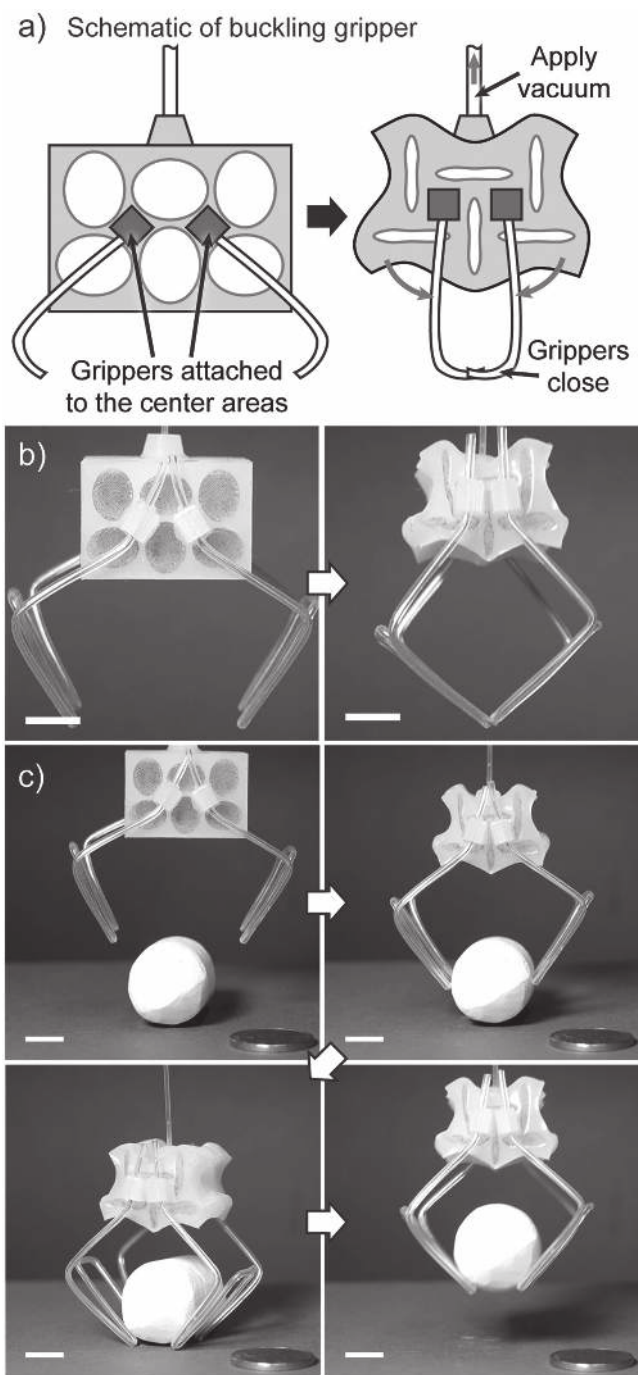 a) Schematic of buckling gripper
Apply
vacuum
Grippers attached
to the center areas
Grippers
close
b)
c)